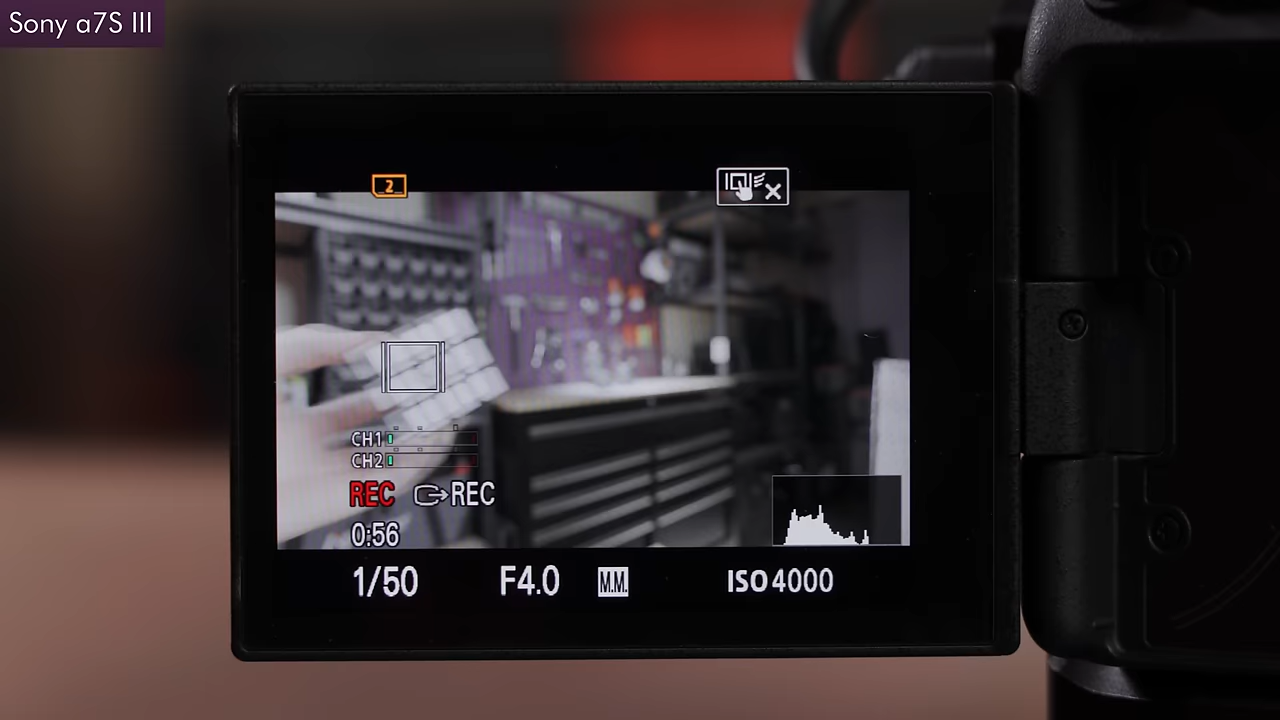 Sony a7S III
2
CH1
CH2
REC REC
0:56
1/50 F4.0 M.M. ISO 4000